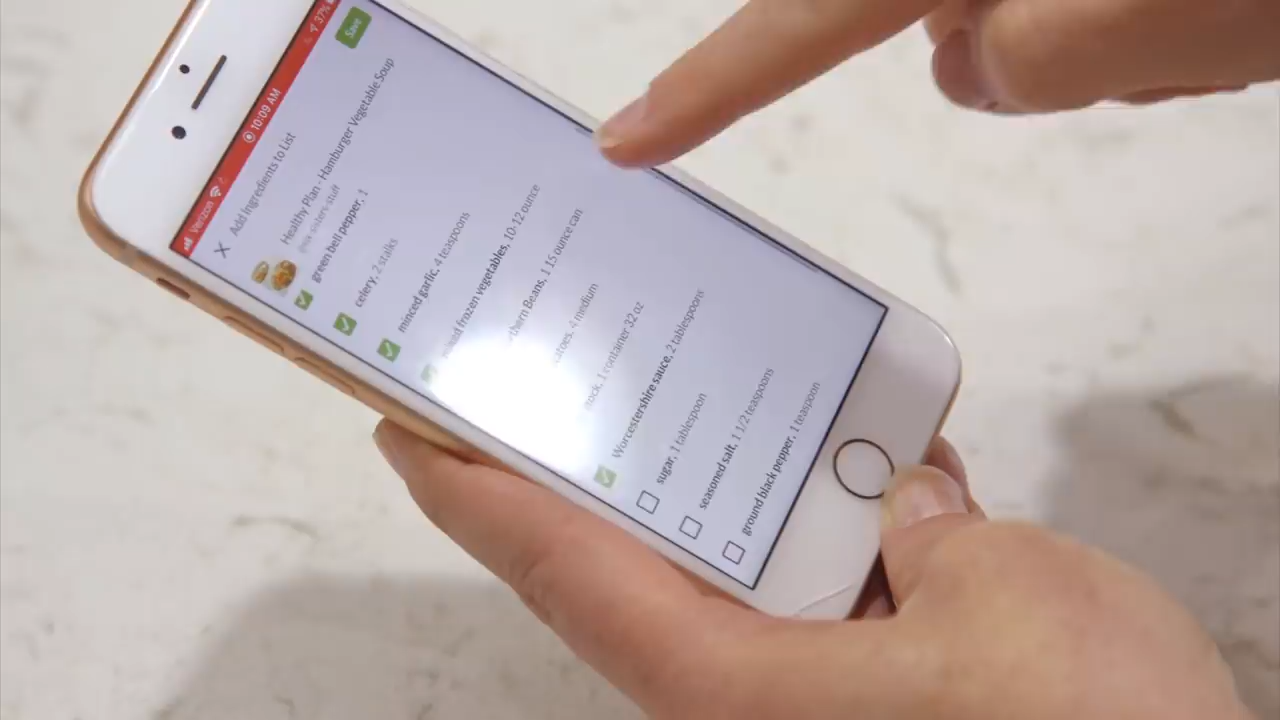 Verizon 10:09 AM 37%
Add Ingredients to List Save
Healthy Plan - Hamburger Vegetable Soup
six-sisters-stuff
green bell pepper, 1
celery, 2 stalks
minced garlic, 4 teaspoons
frozen vegetables, 10-12 ounce
Beans, 1 15 ounce can
4 medium
1 container 32 oz
Worcestershire sauce, 2 tablespoons
sugar, 1 tablespoon
seasoned salt, 1 1/2 teaspoons
ground black pepper, 1 teaspoon